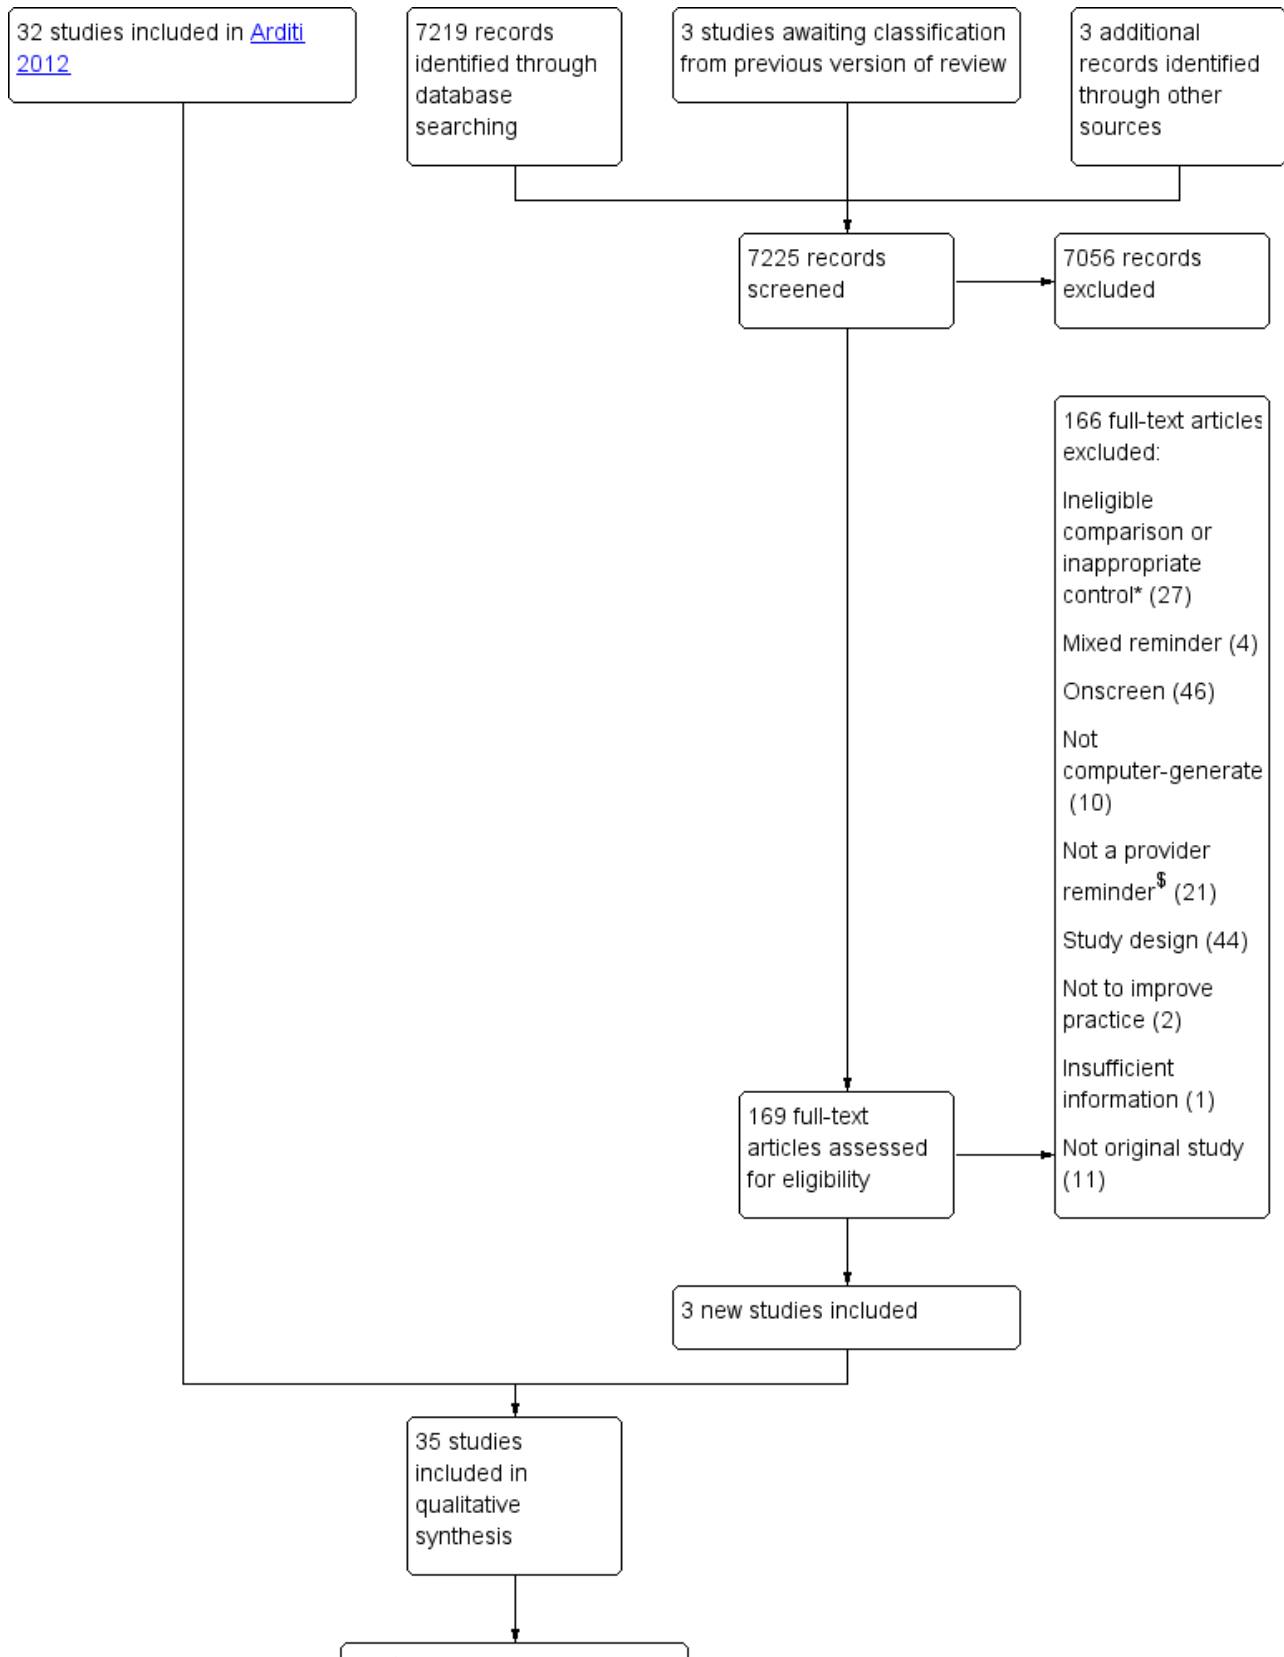 32 studies included in Arditi
2012
7219 records
identified through
database
searching
3 studies awaiting classification
from previous version of review
3 additional
records identified
through other
sources
7225 records
screened
7056 records
excluded
166 full-text articles
excluded:
Ineligible
comparison or
inappropriate
control* (27)
Mixed reminder (4)
Onscreen (46)
Not
computer-generate
(10)
Not a provider
reminder$ (21)
Study design (44)
Not to improve
practice (2)
Insufficient
information (1)
Not original study
(11)
169 full-text
articles assessed
for eligibility
3 new studies included
35 studies
included in
qualitative
synthesis